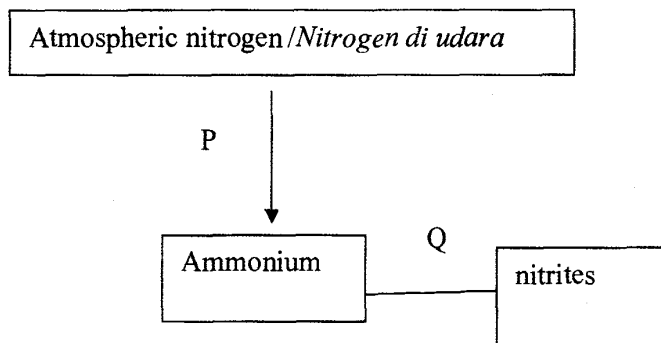 Atmospheric nitrogen /Nitrogen di udara
P
Q
Ammonium
nitrites